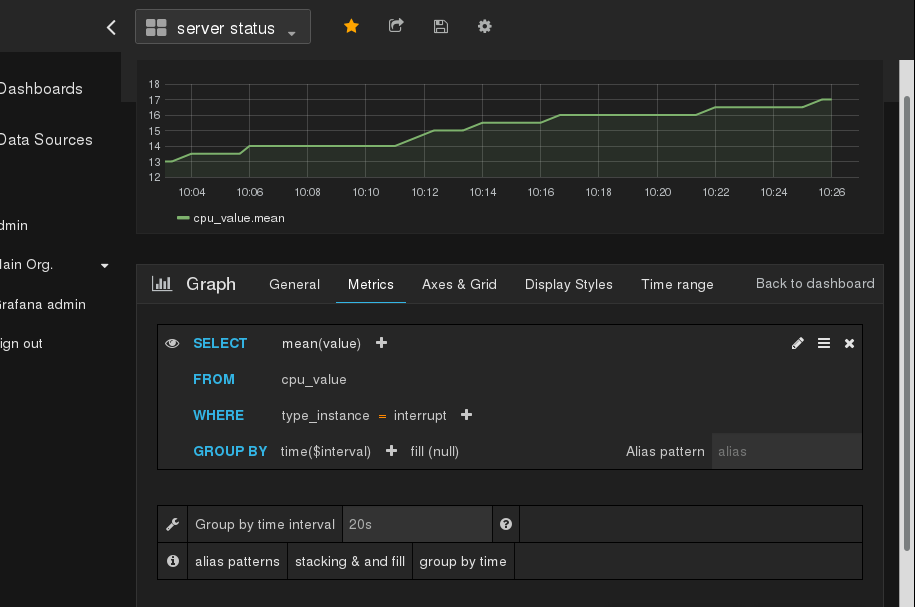 server status
Dashboards
Data Sources
dmin
Main Org.
Grafana admin
ign out
18
17
16
15
14
13
12
10:04 10:06 10:08 10:10 10:12 10:14 10:16 10:18 10:20 10:22 10:24 10:26
cpu_value.mean
Graph General Metrics Axes & Grid Display Styles Time range Back to dashboard
SELECT mean(value)
FROM cpu_value
WHERE type_instance = interrupt
GROUP BY time($interval) fill (null) Alias pattern alias
Group by time interval 20s
alias patterns stacking & and fill group by time